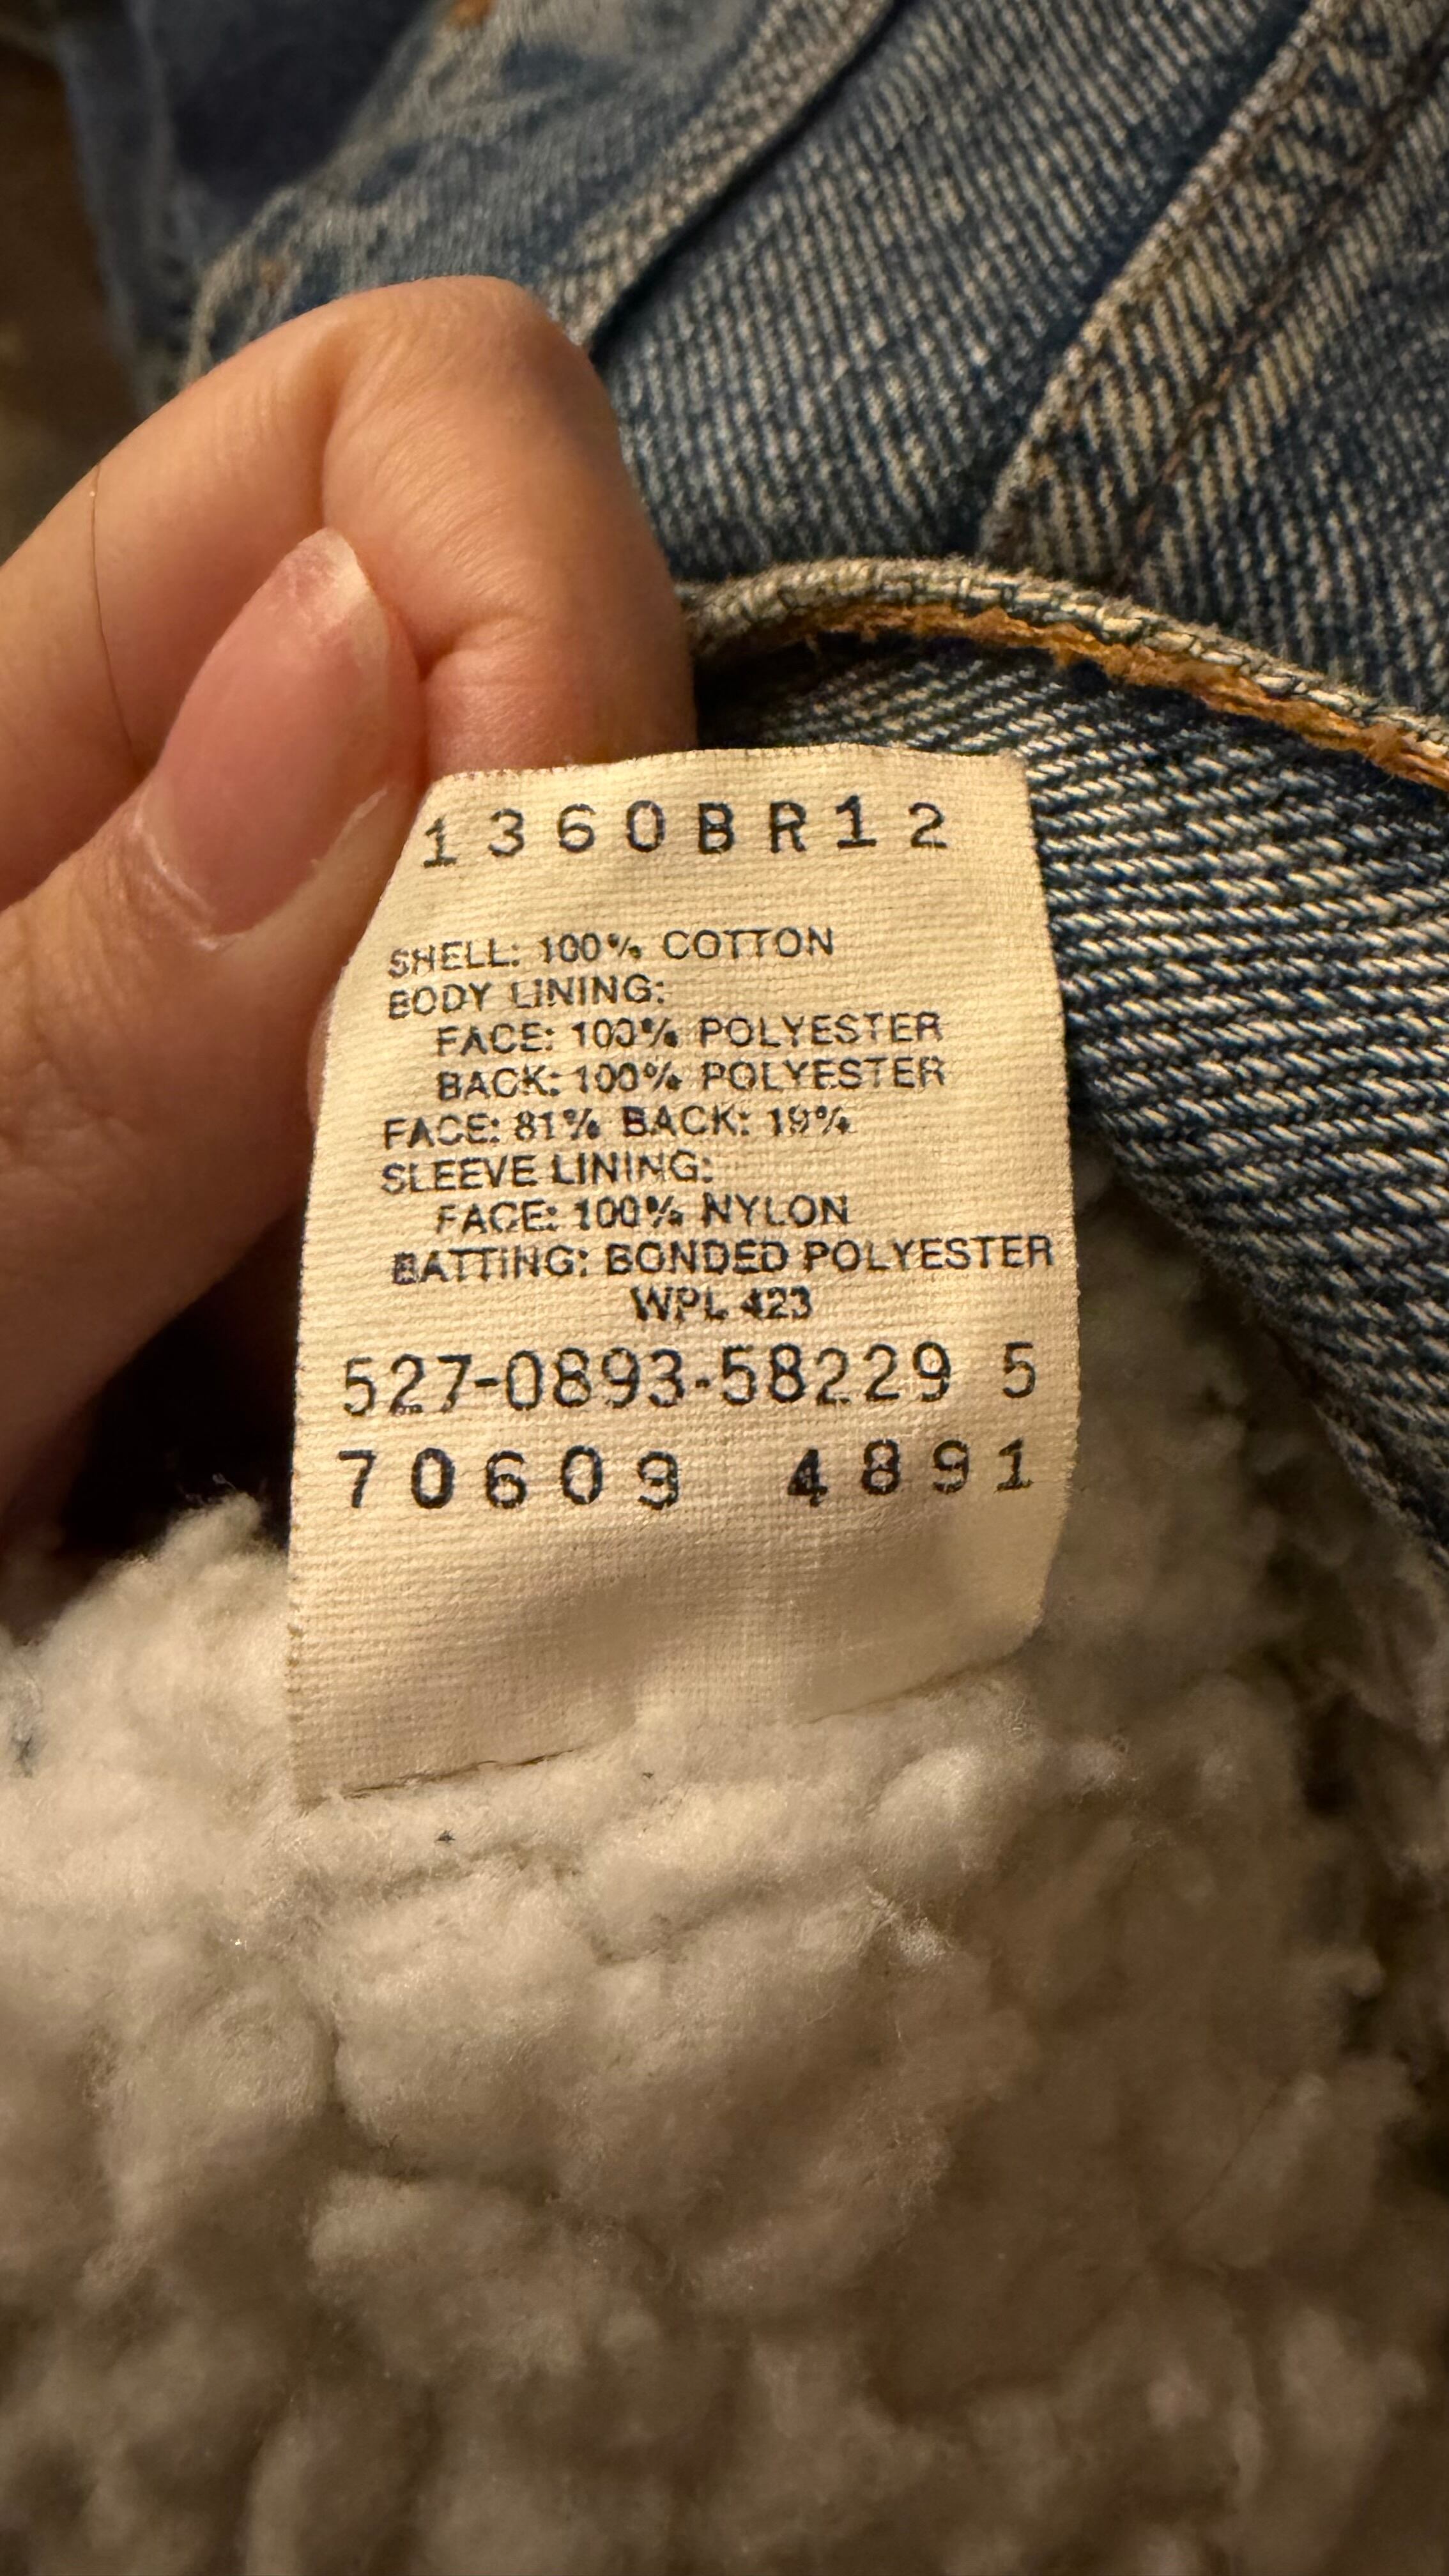 1360BR12
SHELL: 100% COTTON
BODY LINING:
FACE: 100% POLYESTER
BACK: 100% POLYESTER
FACE: 81% BACK: 19%
SLEEVE LINING:
FACE: 100% NYLON
BATTING: BONDED POLYESTER
WPL 423
527-0893-58229 5
70609 4891